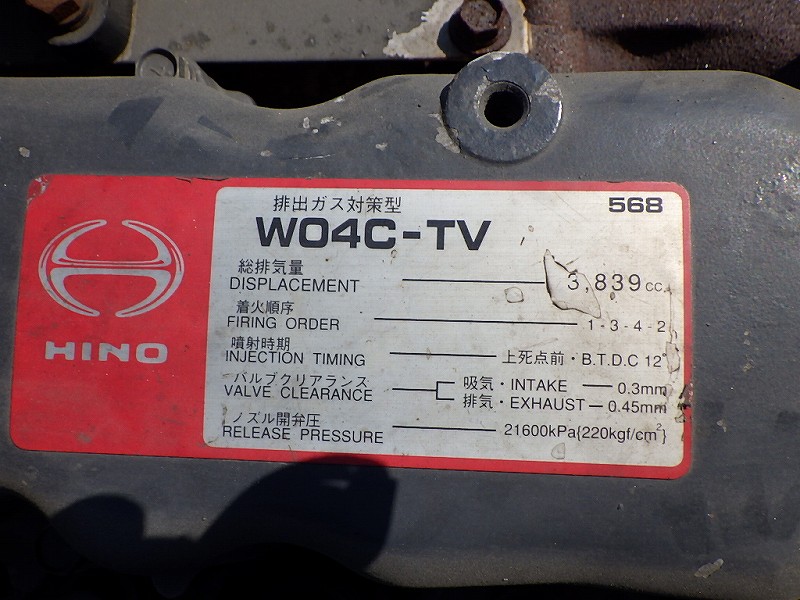 排出ガス対策型
568
W04C-TV
HINO
総排気量
DISPLACEMENT
3,839cc
着火順序
FIRING ORDER
1-3-4-2
噴射時期
INJECTION TIMING
上死点前・B.T.D.C 12°
バルブクリアランス
VALVE CLEARANCE
吸気・INTAKE 0.3mm
排気・EXHAUST 0.45mm
ノズル開弁圧
RELEASE PRESSURE
21600kPa{220kgf/cm²}